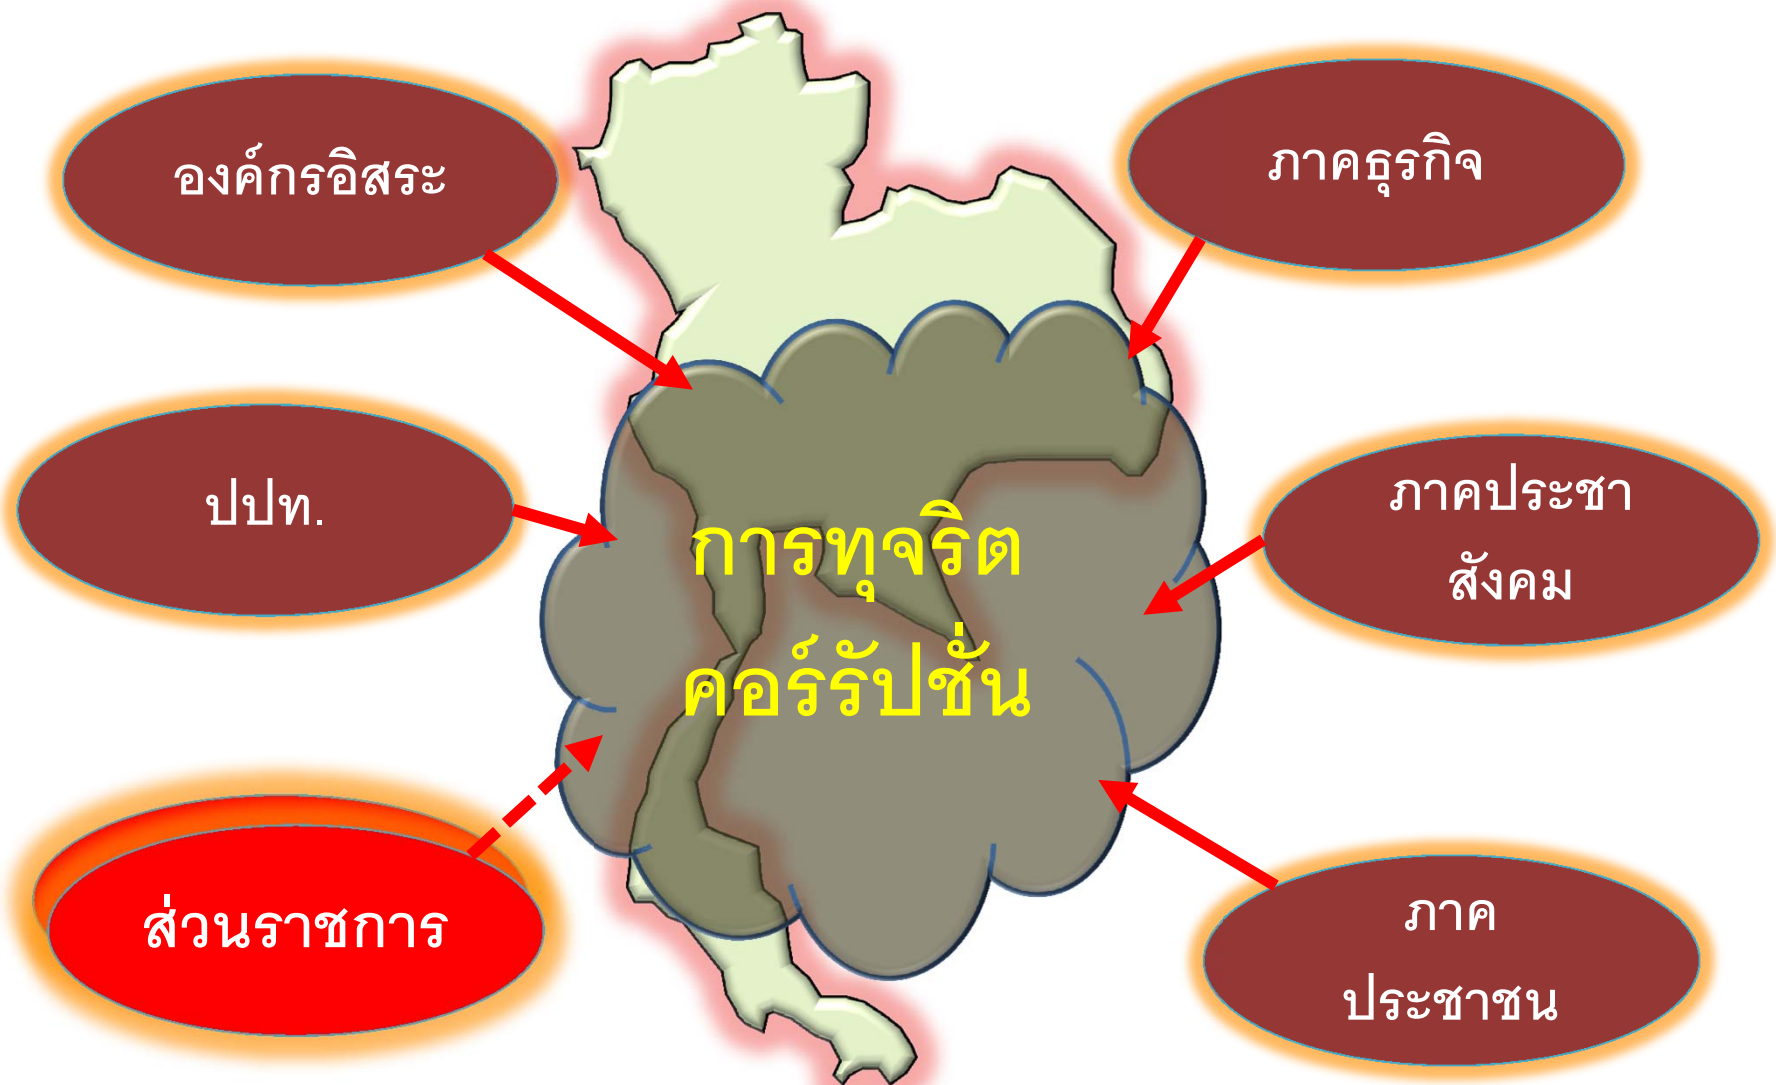 องค์กรอิสระ
ภาคธุรกิจ
ปปท.
ภาคประชา
สังคม
การทุจริต
คอร์รัปชั่น
ส่วนราชการ
ภาค
ประชาชน